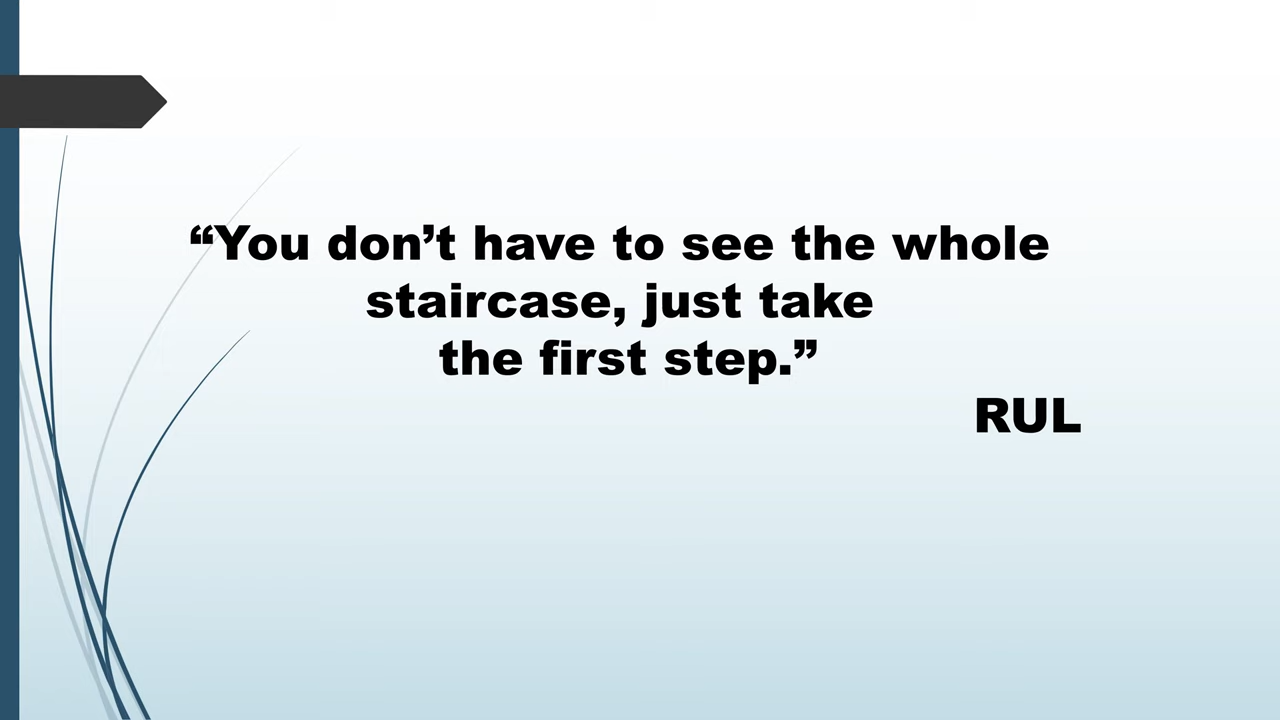 “You don’t have to see the whole
staircase, just take
the first step.”
RUL